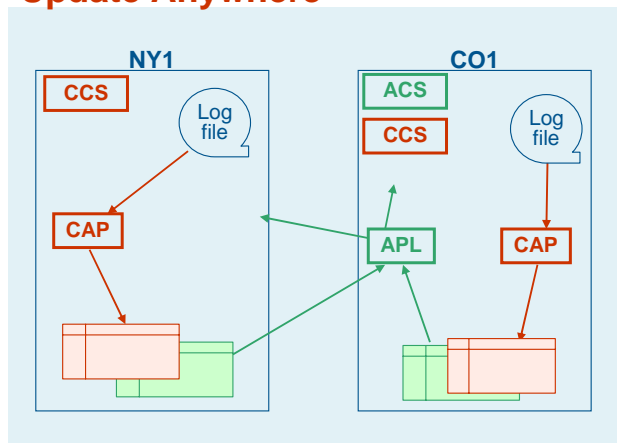 Update Anywhere
NY1
CO1
CCS
Log
file
ACS
CCS
Log
file
CAP
APL
CAP